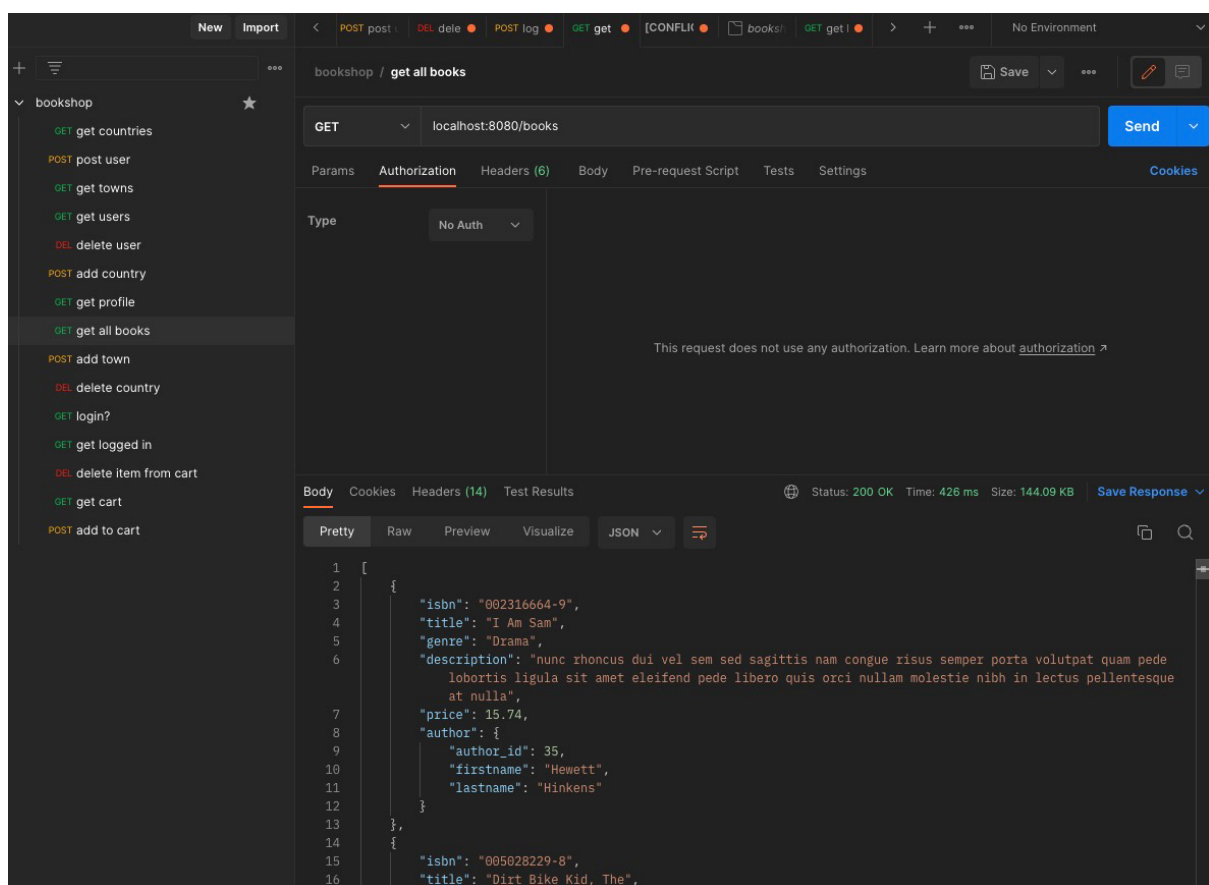 New Import
POST post DEL dele POST log GET get [CONFLIC books GET get No Environment
bookshop / get all books Save
bookshop
GET get countries
POST post user
GET get towns
GET get users
DEL delete user
POST add country
GET get profile
GET get all books
POST add town
DEL delete country
GET login?
GET get logged in
DEL delete item from cart
GET get cart
POST add to cart
GET localhost:8080/books Send
Params Authorization Headers (6) Body Pre-request Script Tests Settings Cookies
Type No Auth
This request does not use any authorization. Learn more about authorization ↗
Body Cookies Headers (14) Test Results Status: 200 OK Time: 426 ms Size: 144.09 KB Save Response
Pretty Raw Preview Visualize JSON
1 [
2 {
3 "isbn": "002316664-9",
4 "title": "I Am Sam",
5 "genre": "Drama",
6 "description": "nunc rhoncus dui vel sem sed sagittis nam congue risus semper porta volutpat quam pede
lobortis ligula sit amet eleifend pede libero quis orci nullam molestie nibh in lectus pellentesque
at nulla",
7 "price": 15.74,
8 "author": {
9 "author_id": 35,
10 "firstname": "Hewett",
11 "lastname": "Hinkens"
12 }
13 },
14 {
15 "isbn": "005028229-8",
16 "title": "Dirt Bike Kid, The",